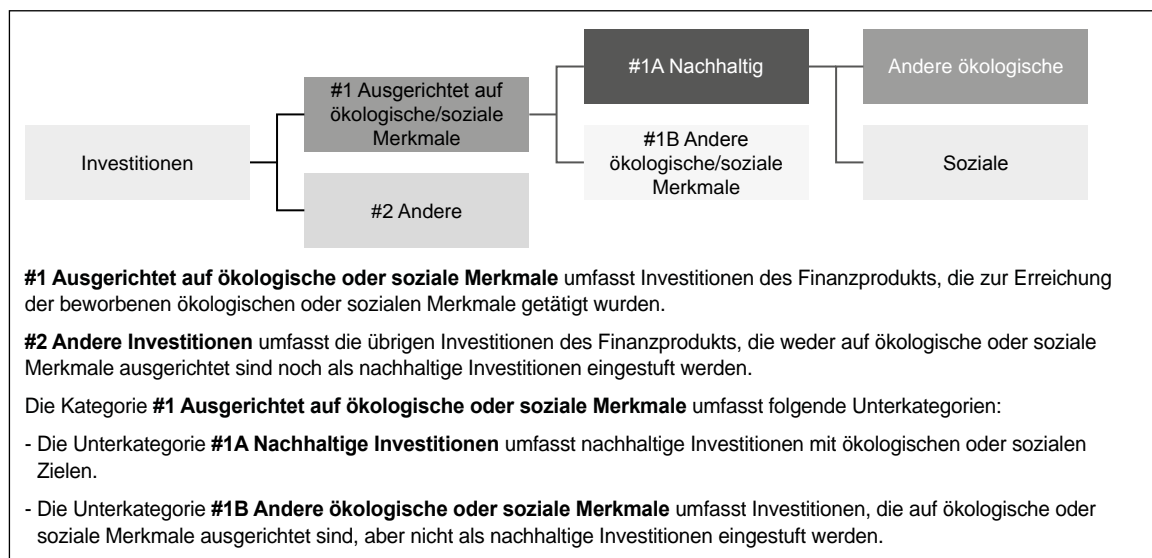 #1A Nachhaltig
Andere ökologische
#1 Ausgerichtet auf
ökologische/soziale
Merkmale
#1B Andere
ökologische/soziale
Merkmale
Investitionen
Soziale
#2 Andere
#1 Ausgerichtet auf ökologische oder soziale Merkmale umfasst Investitionen des Finanzprodukts, die zur Erreichung
der beworbenen ökologischen oder sozialen Merkmale getätigt wurden.
#2 Andere Investitionen umfasst die übrigen Investitionen des Finanzprodukts, die weder auf ökologische oder soziale
Merkmale ausgerichtet sind noch als nachhaltige Investitionen eingestuft werden.
Die Kategorie #1 Ausgerichtet auf ökologische oder soziale Merkmale umfasst folgende Unterkategorien:
- Die Unterkategorie #1A Nachhaltige Investitionen umfasst nachhaltige Investitionen mit ökologischen oder sozialen
Zielen.
- Die Unterkategorie #1B Andere ökologische oder soziale Merkmale umfasst Investitionen, die auf ökologische oder
soziale Merkmale ausgerichtet sind, aber nicht als nachhaltige Investitionen eingestuft werden.